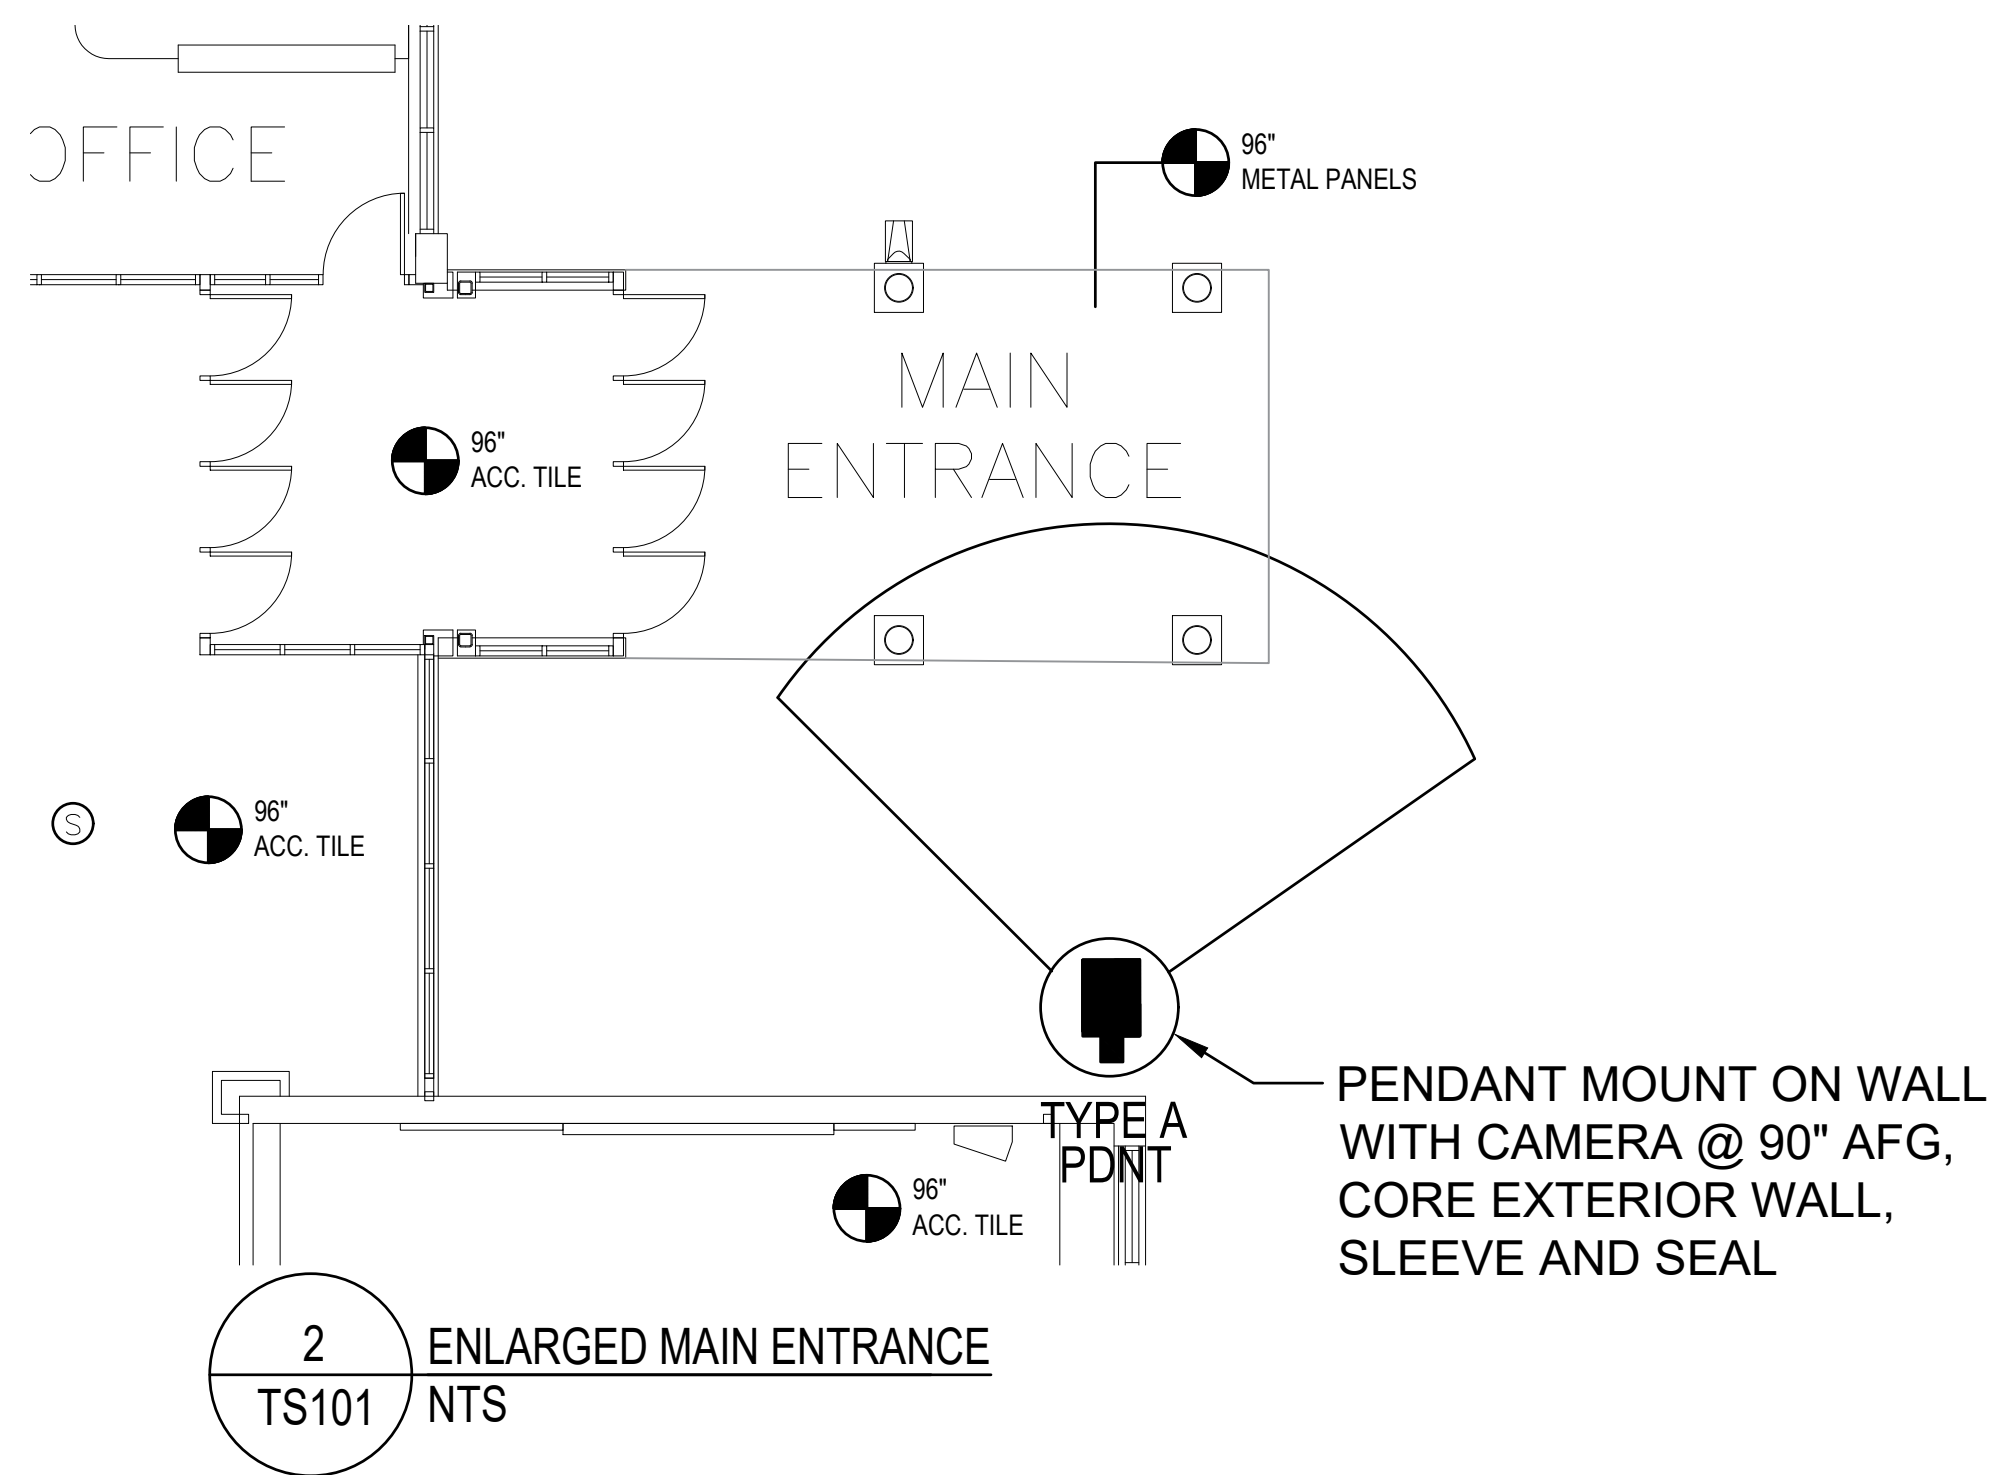 OFFICE
96"
METAL PANELS
MAIN
ENTRANCE
96"
ACC. TILE
S
96"
ACC. TILE
TYPE A
PDNT
PENDANT MOUNT ON WALL
WITH CAMERA @ 90" AFG,
CORE EXTERIOR WALL,
SLEEVE AND SEAL
96"
ACC. TILE
2
TS101
ENLARGED MAIN ENTRANCE
NTS